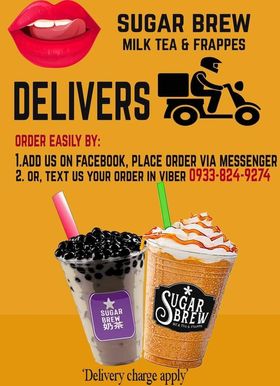 SUGAR BREW
MILK TEA & FRAPPES
DELIVERS
ORDER EASILY BY:
1.ADD US ON FACEBOOK, PLACE ORDER VIA MESSENGER
2. OR, TEXT US YOUR ORDER IN VIBER 0933-824-9274
SUGAR
BREW
奶茶
SUGAR
BREW
'Delivery charge apply'